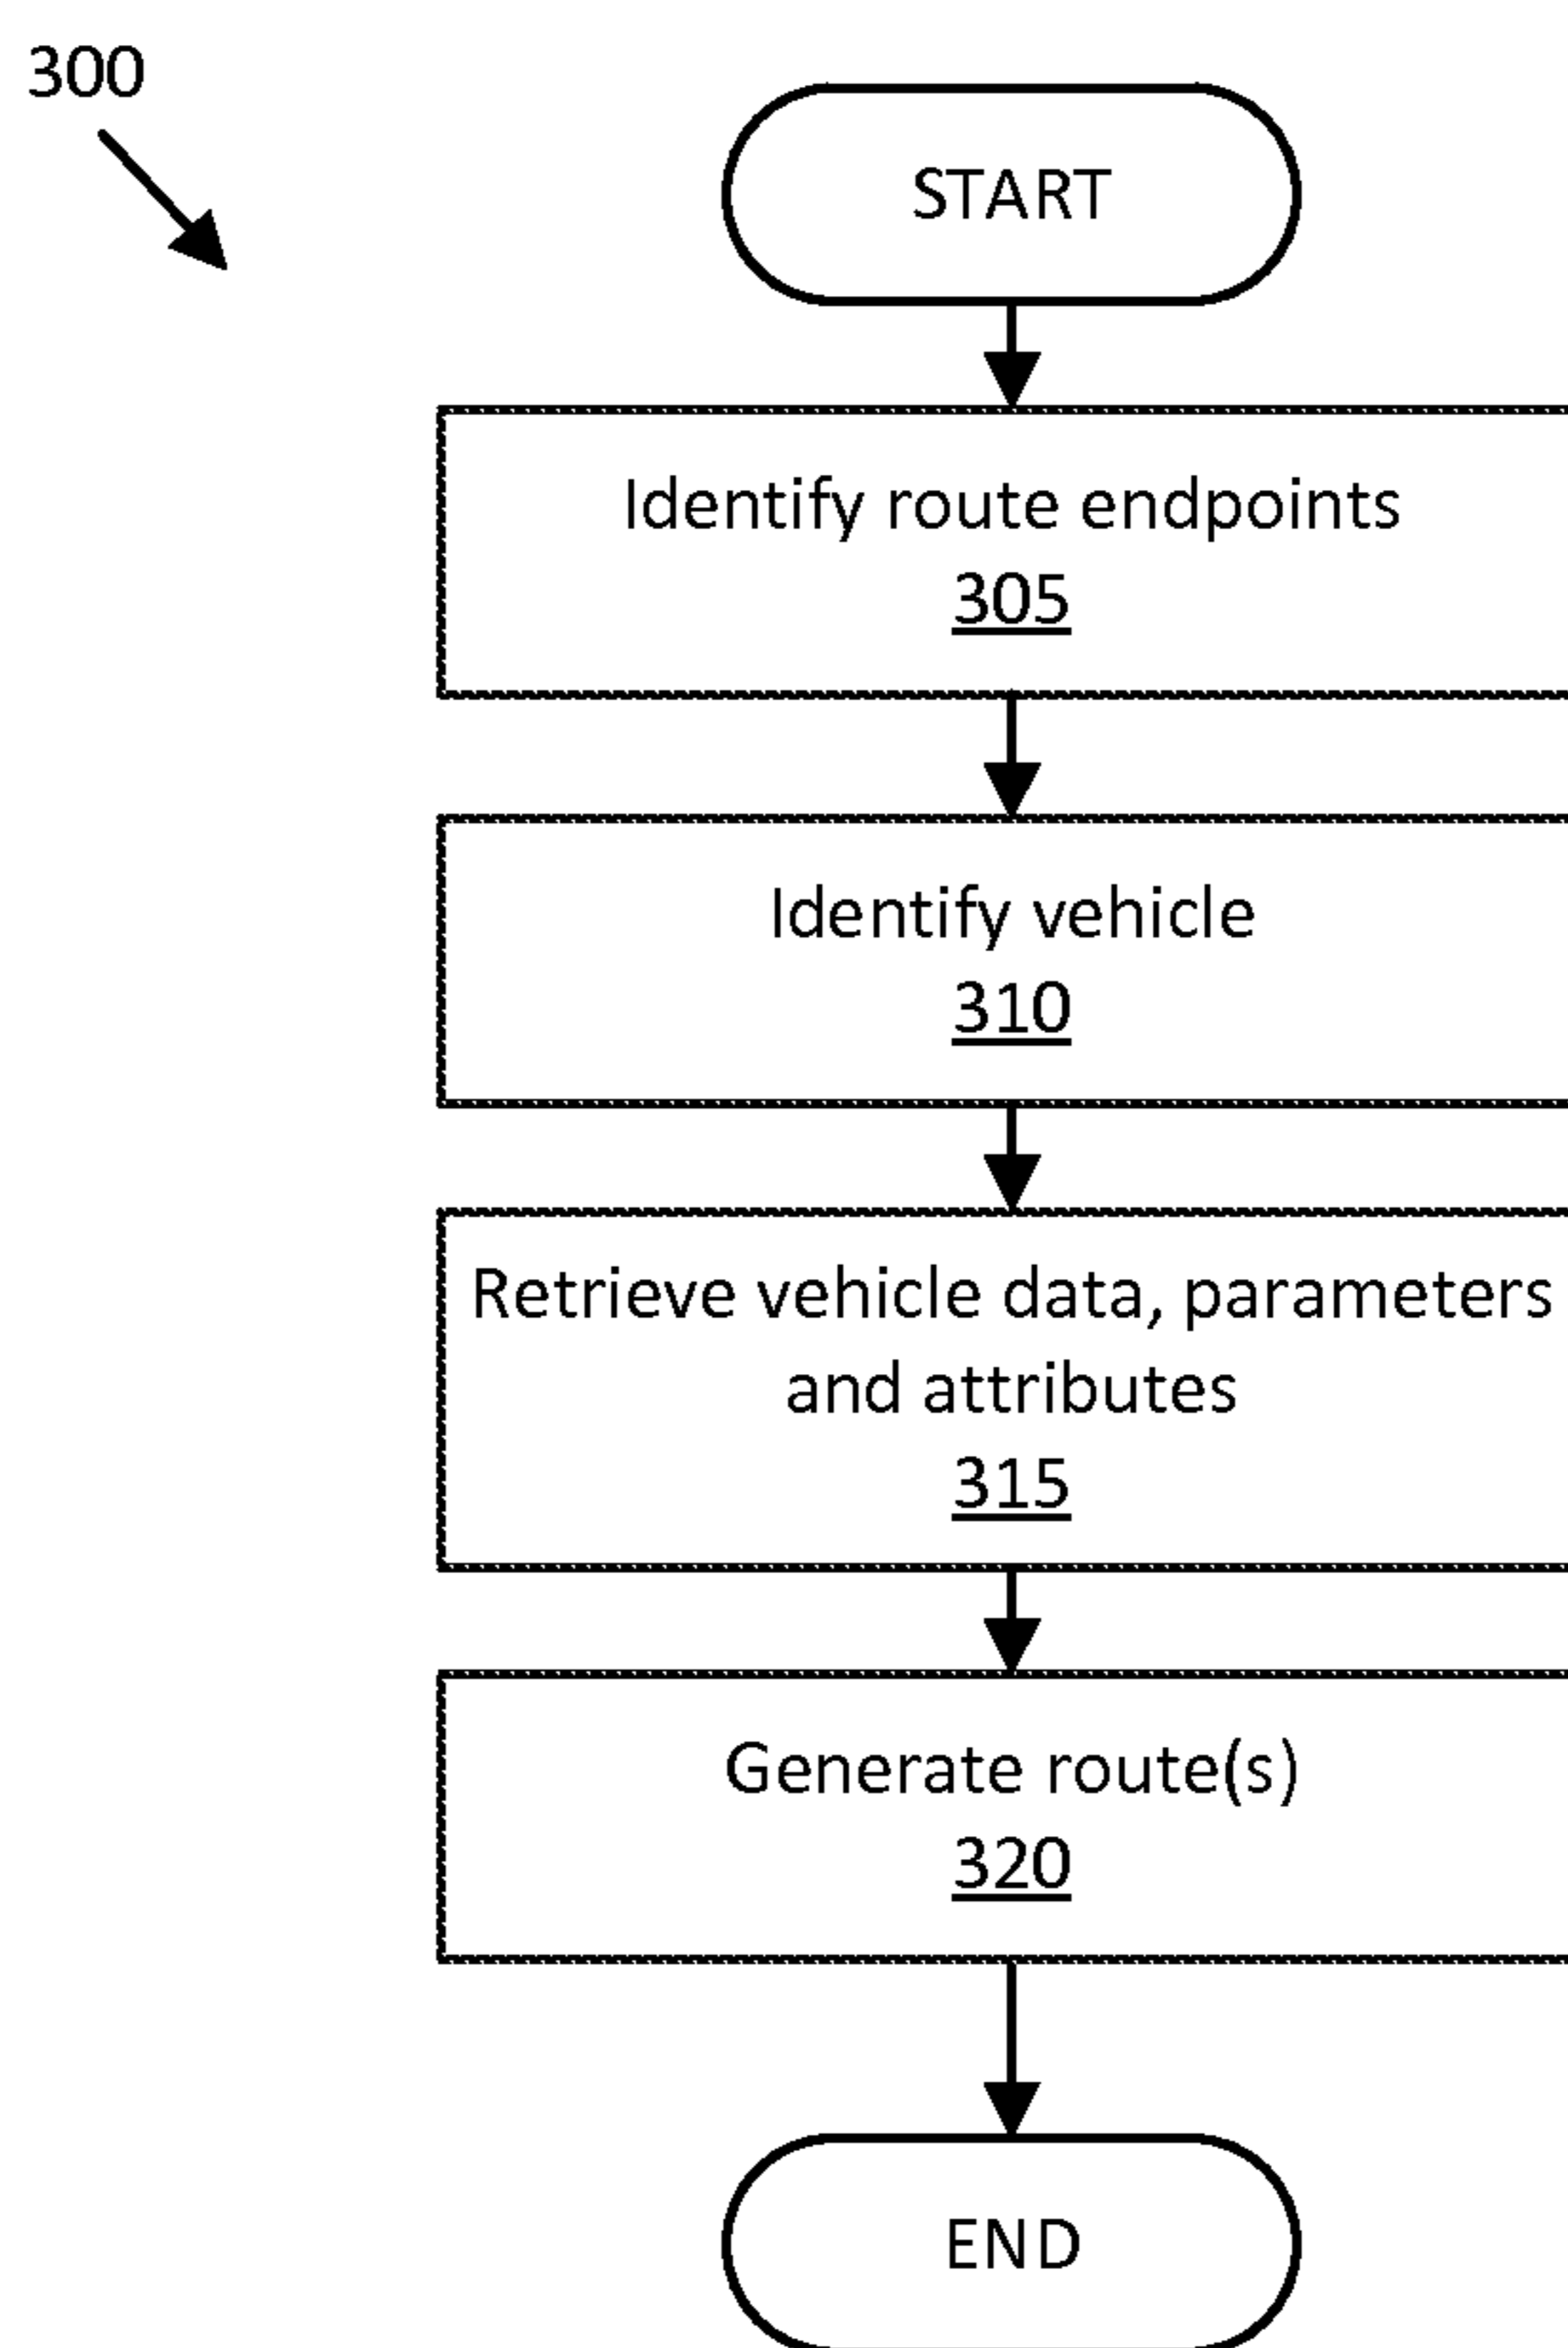 300
START
Identify route endpoints
305
Identify vehicle
310
Retrieve vehicle data, parameters
and attributes
315
Generate route(s)
320
END